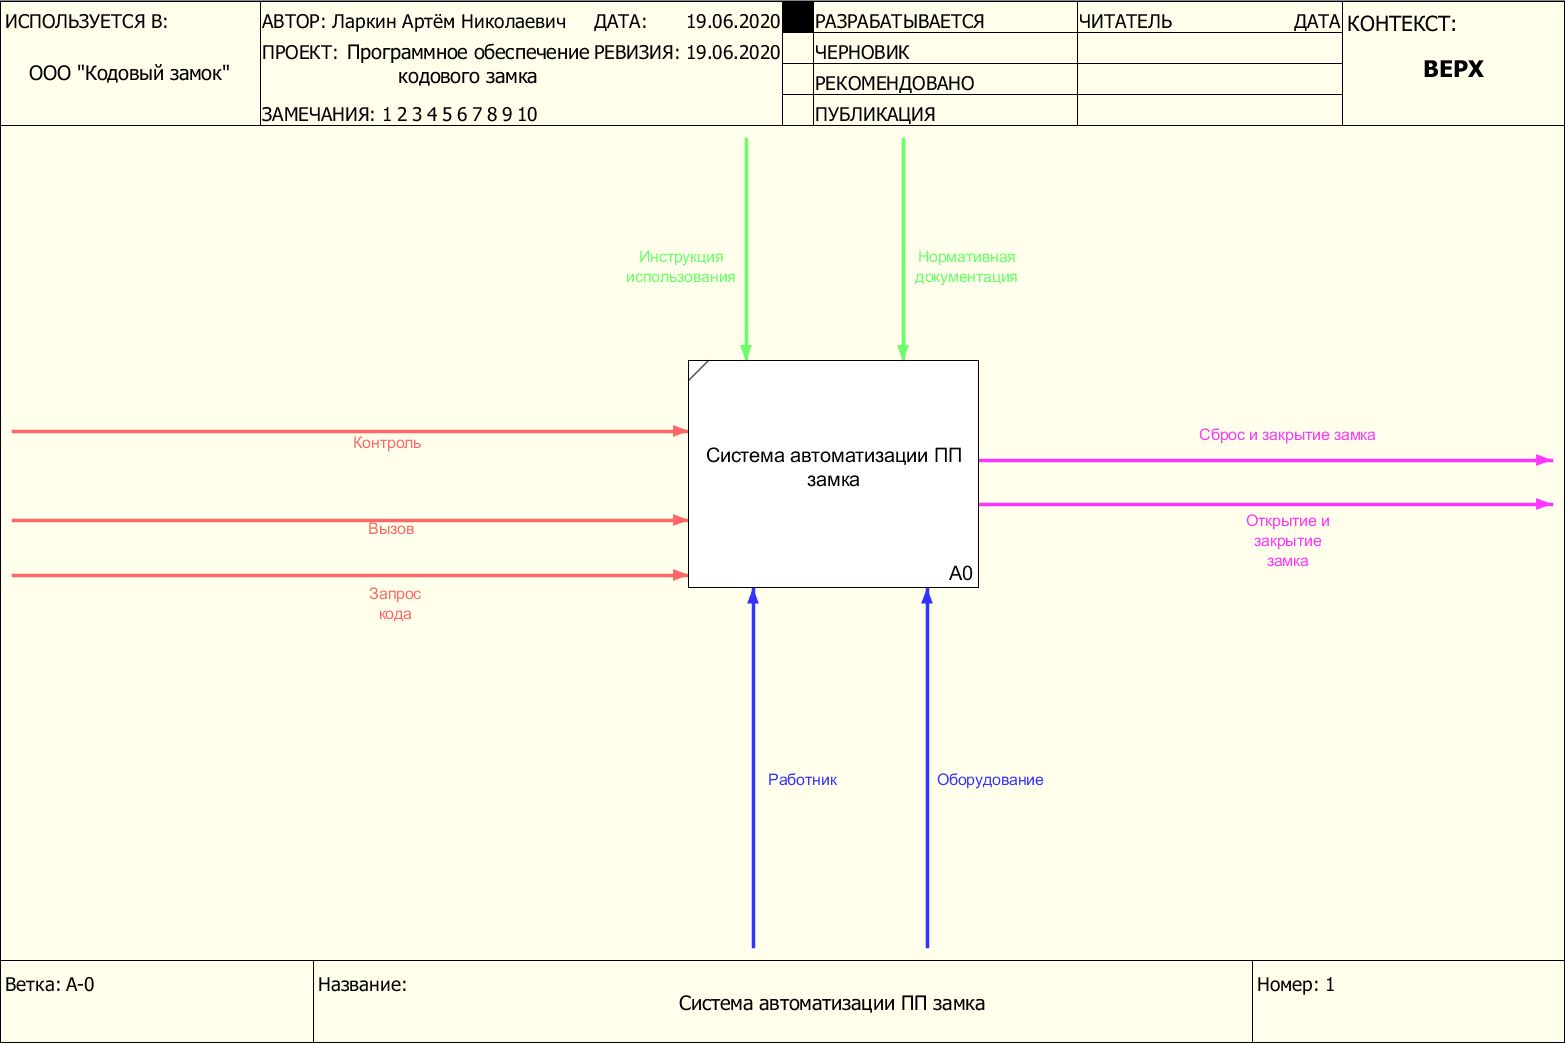 ИСПОЛЬЗУЕТСЯ В:
ООО "Кодовый замок"
АВТОР: Ларкин Артём Николаевич ДАТА: 19.06.2020
ПРОЕКТ: Программное обеспечение РЕВИЗИЯ: 19.06.2020
кодового замка
ЗАМЕЧАНИЯ: 1 2 3 4 5 6 7 8 9 10
РАЗРАБАТЫВАЕТСЯ
ЧЕРНОВИК
РЕКОМЕНДОВАНО
ПУБЛИКАЦИЯ
ЧИТАТЕЛЬ ДАТА
КОНТЕКСТ:
ВЕРХ
Инструкция
использования
Нормативная
документация
Контроль
Вызов
Запрос
кода
Система автоматизации ПП
замка
A0
Сброс и закрытие замка
Открытие и
закрытие
замка
Работник
Оборудование
Ветка: A-0
Название:
Система автоматизации ПП замка
Номер: 1